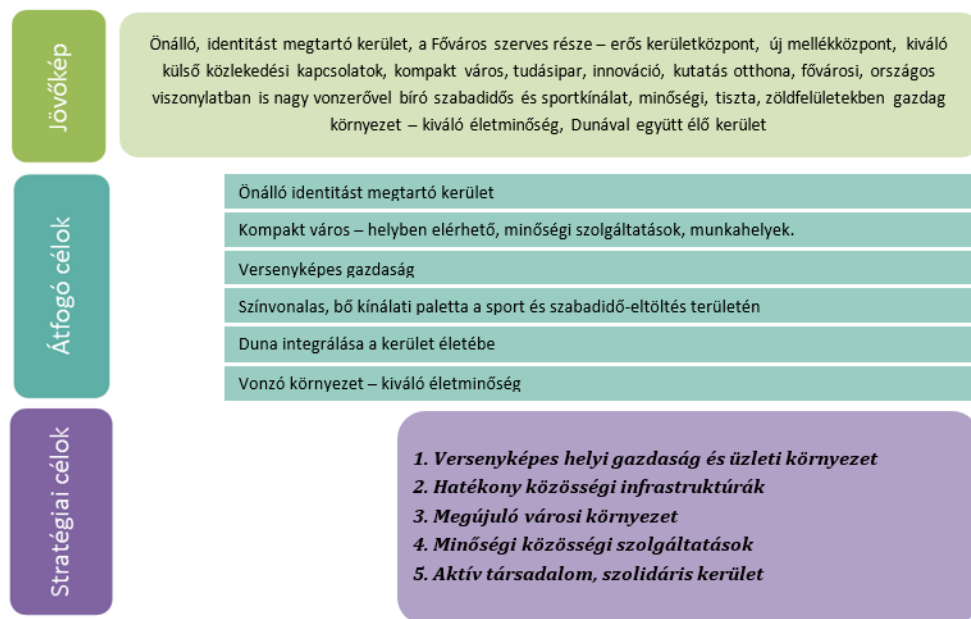 Jövőkép
Önálló, identitást megtartó kerület, a Főváros szerves része – erős kerületközpont, új mellékközpont, kiváló
külső közlekedési kapcsolatok, kompakt város, tudásipar, innováció, kutatás otthona, fővárosi, országos
viszonylatban is nagy vonzerővel bíró szabadidős és sportkínálat, minőségi, tiszta, zöldfelületekben gazdag
környezet – kiváló életminőség, Dunával együtt élő kerület
Átfogó célok
Önálló identitást megtartó kerület
Kompakt város – helyben elérhető, minőségi szolgáltatások, munkahelyek.
Versenyképes gazdaság
Színvonalas, bő kínálati paletta a sport és szabadidő-eltöltés területén
Duna integrálása a kerület életébe
Vonzó környezet – kiváló életminőség
Stratégiai célok
1. Versenyképes helyi gazdaság és üzleti környezet
2. Hatékony közösségi infrastruktúrák
3. Megújuló városi környezet
4. Minőségi közösségi szolgáltatások
5. Aktív társadalom, szolidáris kerület